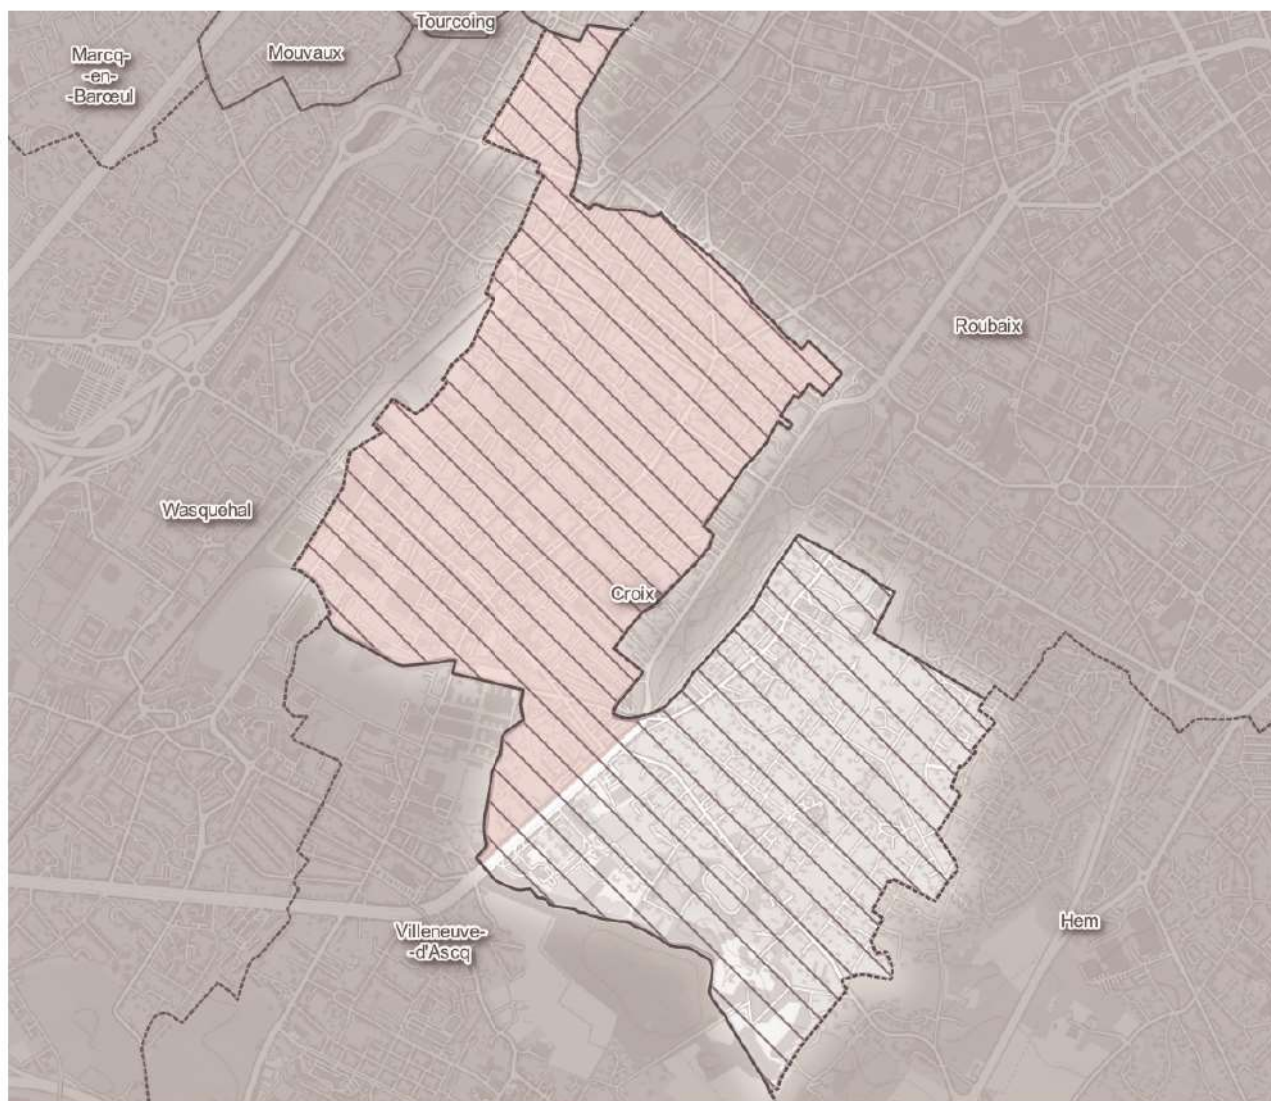 Tourcoing
Marcq-
-en-
-Barœul
Mouvaux
Roubaix
Wasquehal
Croix
Villeneuve-
-d'Ascq
Hem